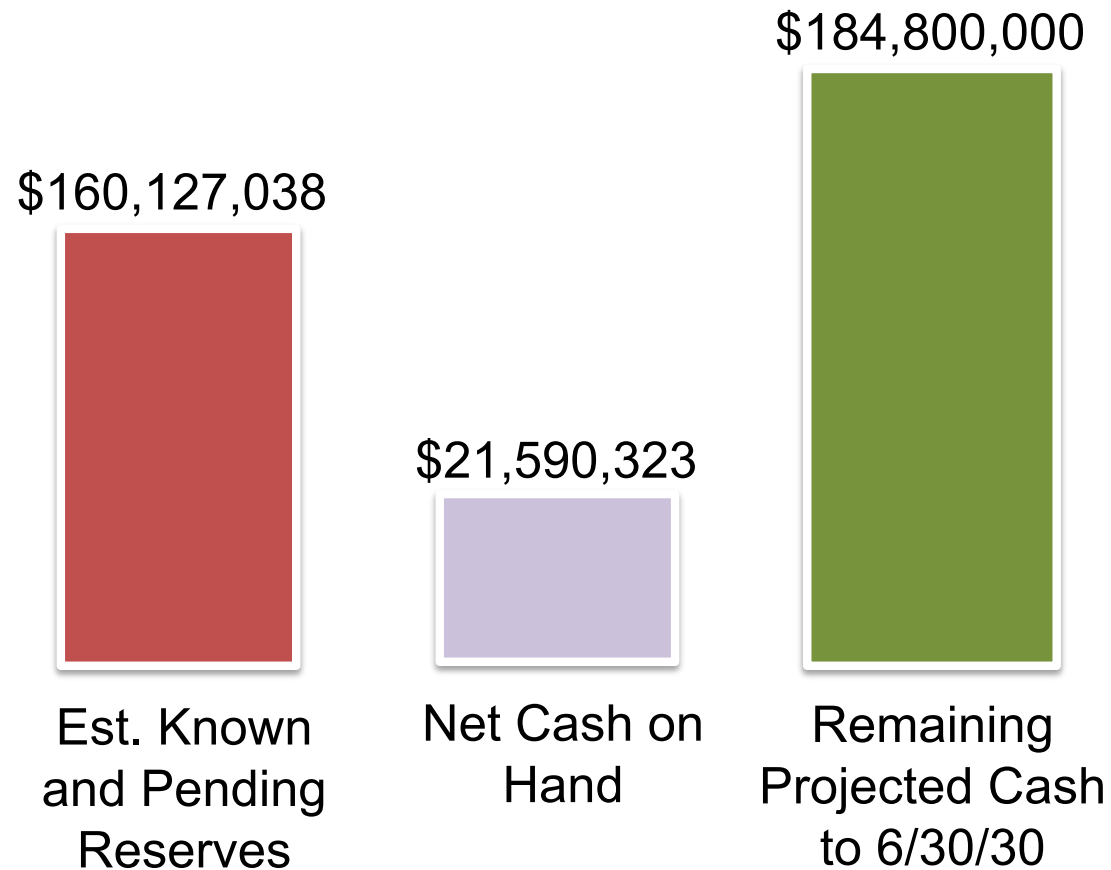 $160,127,038
Est. Known
and Pending
Reserves
$21,590,323
Net Cash on
Hand
$184,800,000
Remaining
Projected Cash
to 6/30/30